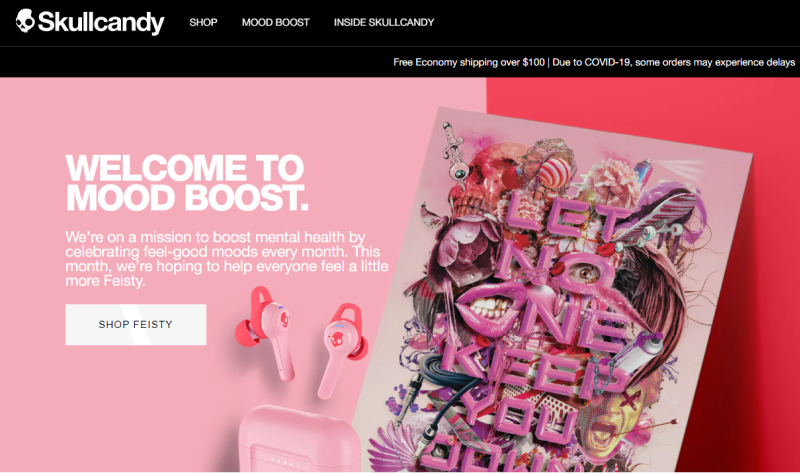 Skullcandy
SHOP
MOOD BOOST
INSIDE SKULLCANDY
Free Economy shipping over $100 | Due to COVID-19, some orders may experience delays
WELCOME TO
MOOD BOOST.
We're on a mission to boost mental health by
celebrating feel-good moods every month. This
month, we're hoping to help everyone feel a little
more Feisty.
SHOP FEISTY
LET
NO
ONE
KEEP
YOU
DOWN